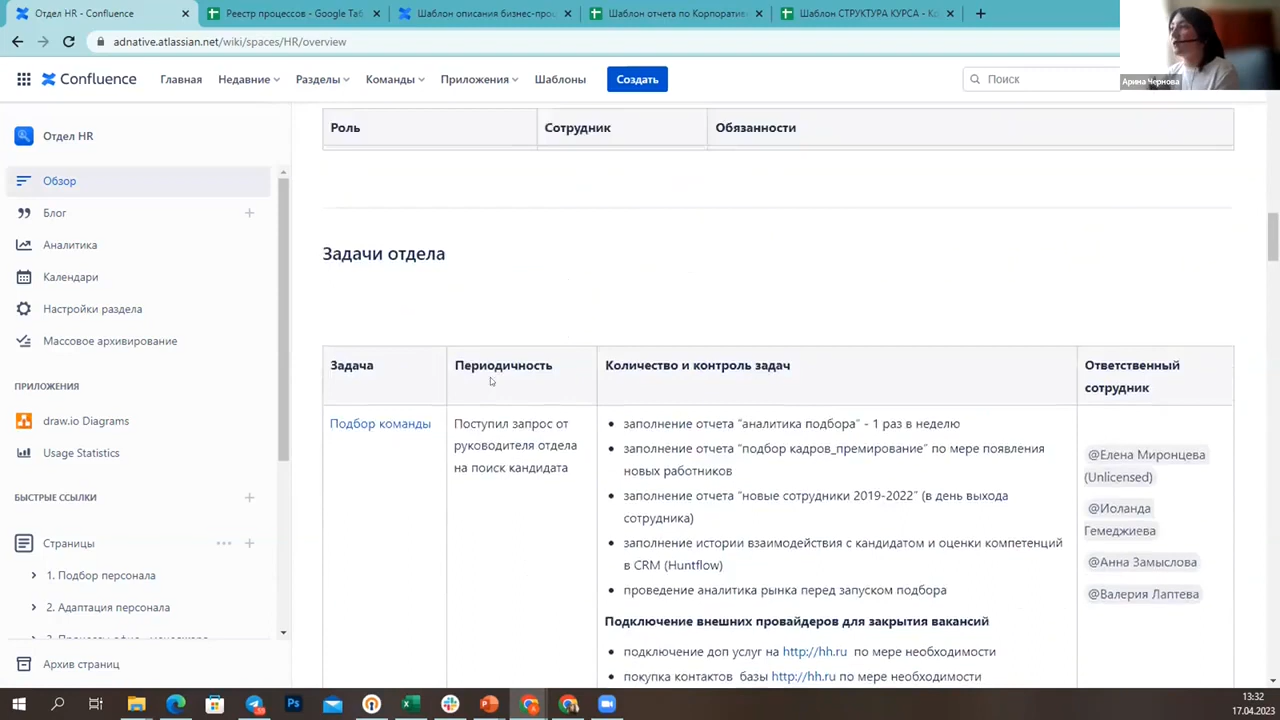 Отдел HR - Confluence
Реестр процессов - Google Таб
Шаблон описания бизнес-проц
Шаблон отчета по Корпоратив
Шаблон СТРУКТУРА КУРСА - Ко
adnative.atlassian.net/wiki/spaces/HR/overview
Арина Чернова
Confluence
Главная
Недавние
Разделы
Команды
Приложения
Шаблоны
Создать
Поиск
Отдел HR
Обзор
Блог
Аналитика
Календари
Настройки раздела
Массовое архивирование
ПРИЛОЖЕНИЯ
draw.io Diagrams
Usage Statistics
БЫСТРЫЕ ССЫЛКИ
Страницы
1. Подбор персонала
2. Адаптация персонала
Архив страниц
Роль
Сотрудник
Обязанности
Задачи отдела
Задача
Периодичность
Количество и контроль задач
Ответственный
сотрудник
Подбор команды
Поступил запрос от
руководителя отдела
на поиск кандидата
заполнение отчета “аналитика подбора” - 1 раз в неделю
заполнение отчета “подбор кадров_премирование” по мере появления
новых работников
заполнение отчета “новые сотрудники 2019-2022” (в день выхода
сотрудника)
заполнение истории взаимодействия с кандидатом и оценки компетенций
в CRM (Huntflow)
проведение аналитика рынка перед запуском подбора
Подключение внешних провайдеров для закрытия вакансий
подключение доп услуг на http://hh.ru по мере необходимости
покупка контактов базы http://hh.ru по мере необходимости
@Елена Миронцева
(Unlicensed)
@Иоланда
Гемеджиева
@Анна Замыслова
@Валерия Лаптева
13:32
17.04.2023